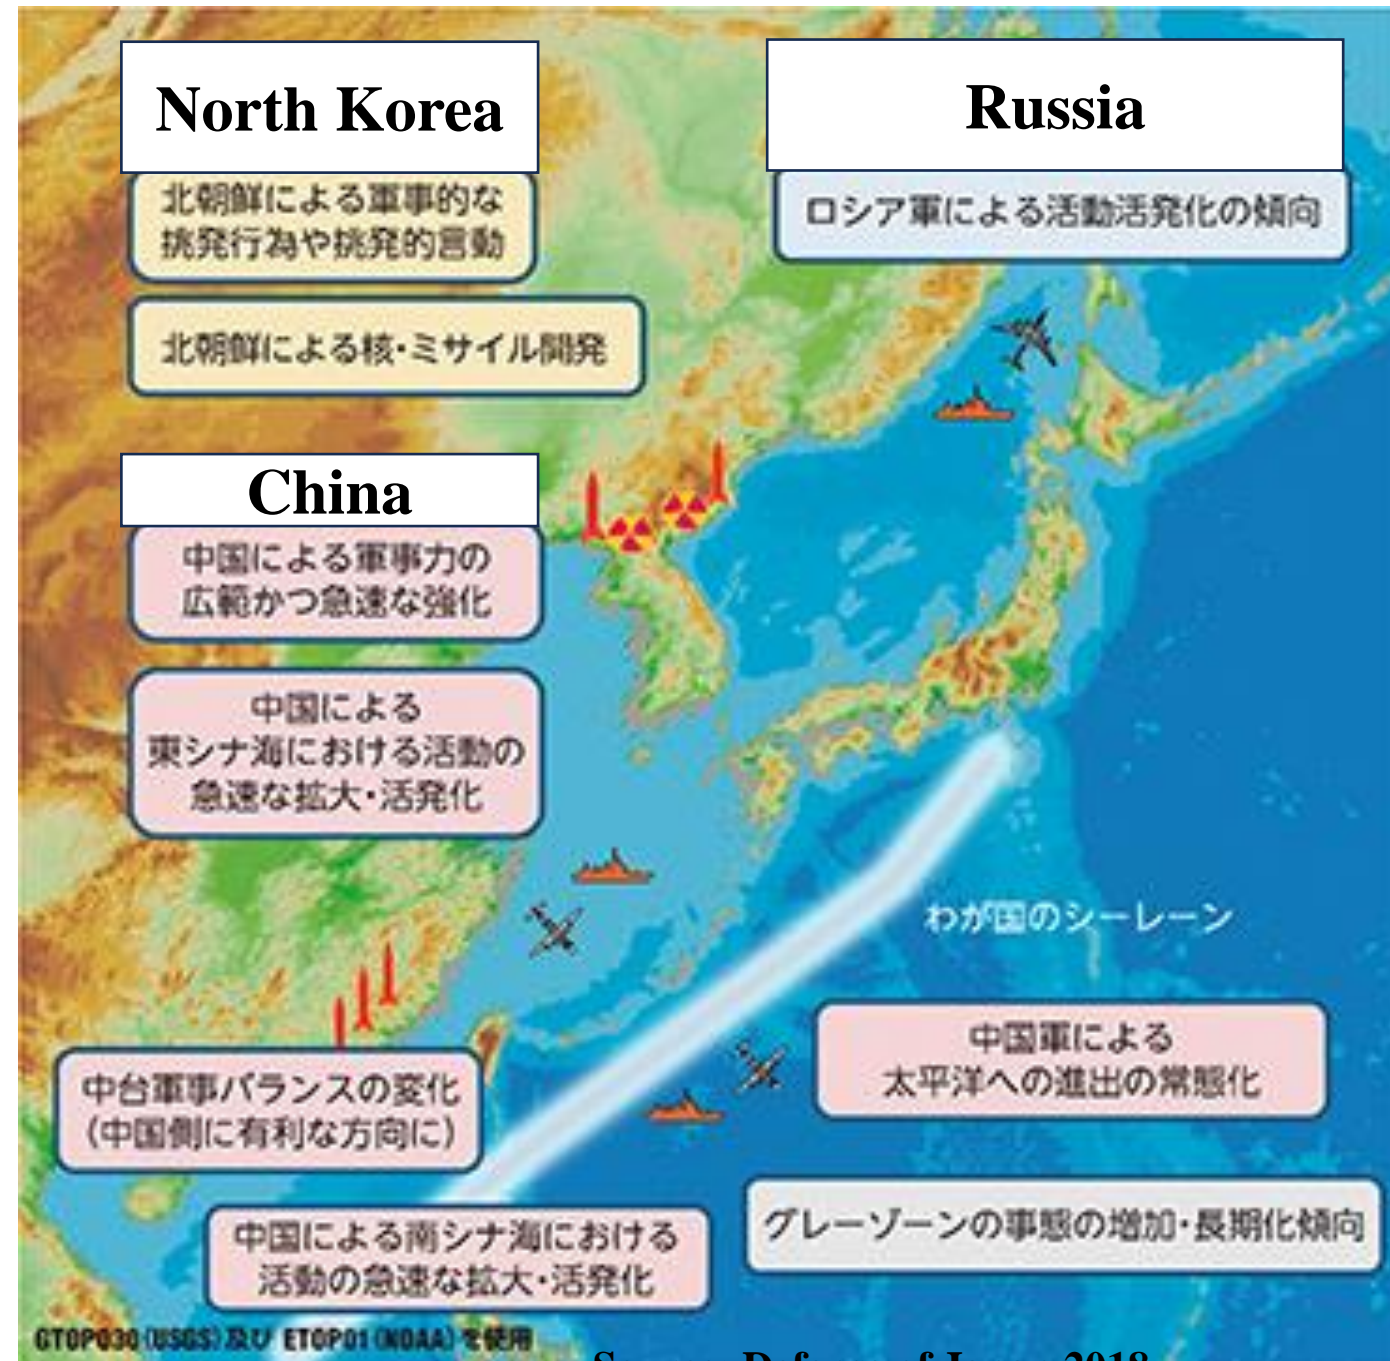 North Korea
北朝鮮による軍事的な
挑発行為や挑発的言動
北朝鮮による核・ミサイル開発
Russia
ロシア軍による活動活発化の傾向
China
中国による軍事力の
広範かつ急速な強化
中国による
東シナ海における活動の
急速な拡大・活発化
わが国のシーレーン
中国軍による
太平洋への進出の常態化
中台軍事バランスの変化
（中国側に有利な方向に）
グレーゾーンの事態の増加・長期化傾向
中国による南シナ海における
活動の急速な拡大・活発化
GTOPO30（USGS）及び ETOPO1（NOAA）を使用
2018